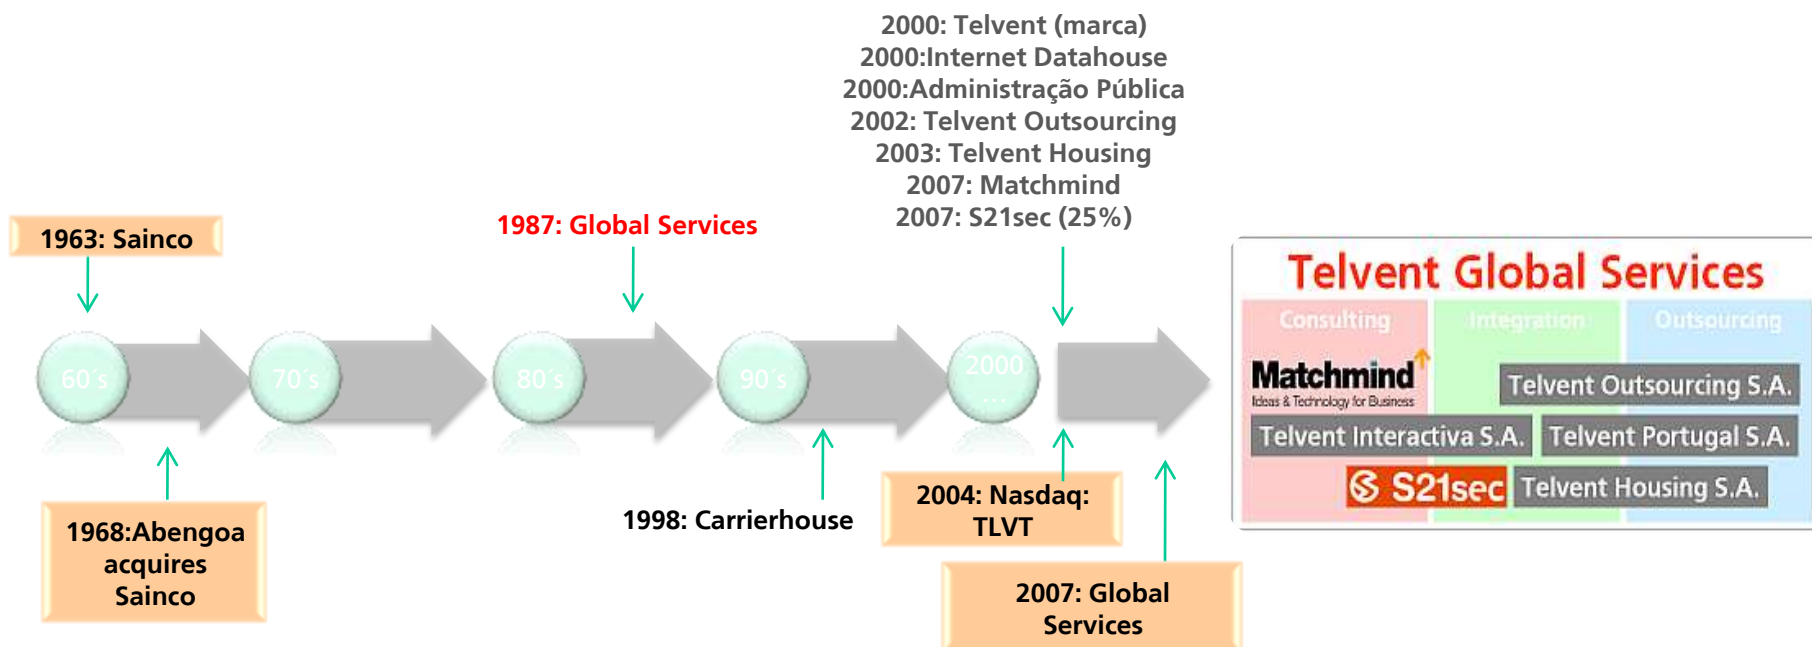 2000: Telvent (marca)
2000:Internet Datahouse
2000:Administração Pública
2002: Telvent Outsourcing
2003: Telvent Housing
2007: Matchmind
2007: S21sec (25%)
1963: Sainco
1987: Global Services
60´s
70´s
80´s
90´s
2000
...
1968:Abengoa
acquires
Sainco
1998: Carrierhouse
2004: Nasdaq:
TLVT
2007: Global
Services
Telvent Global Services
Consulting
Integration
Outsourcing
Matchmind
Ideas & Technology for Business
Telvent Outsourcing S.A.
Telvent Interactiva S.A.
Telvent Portugal S.A.
S21sec
Telvent Housing S.A.